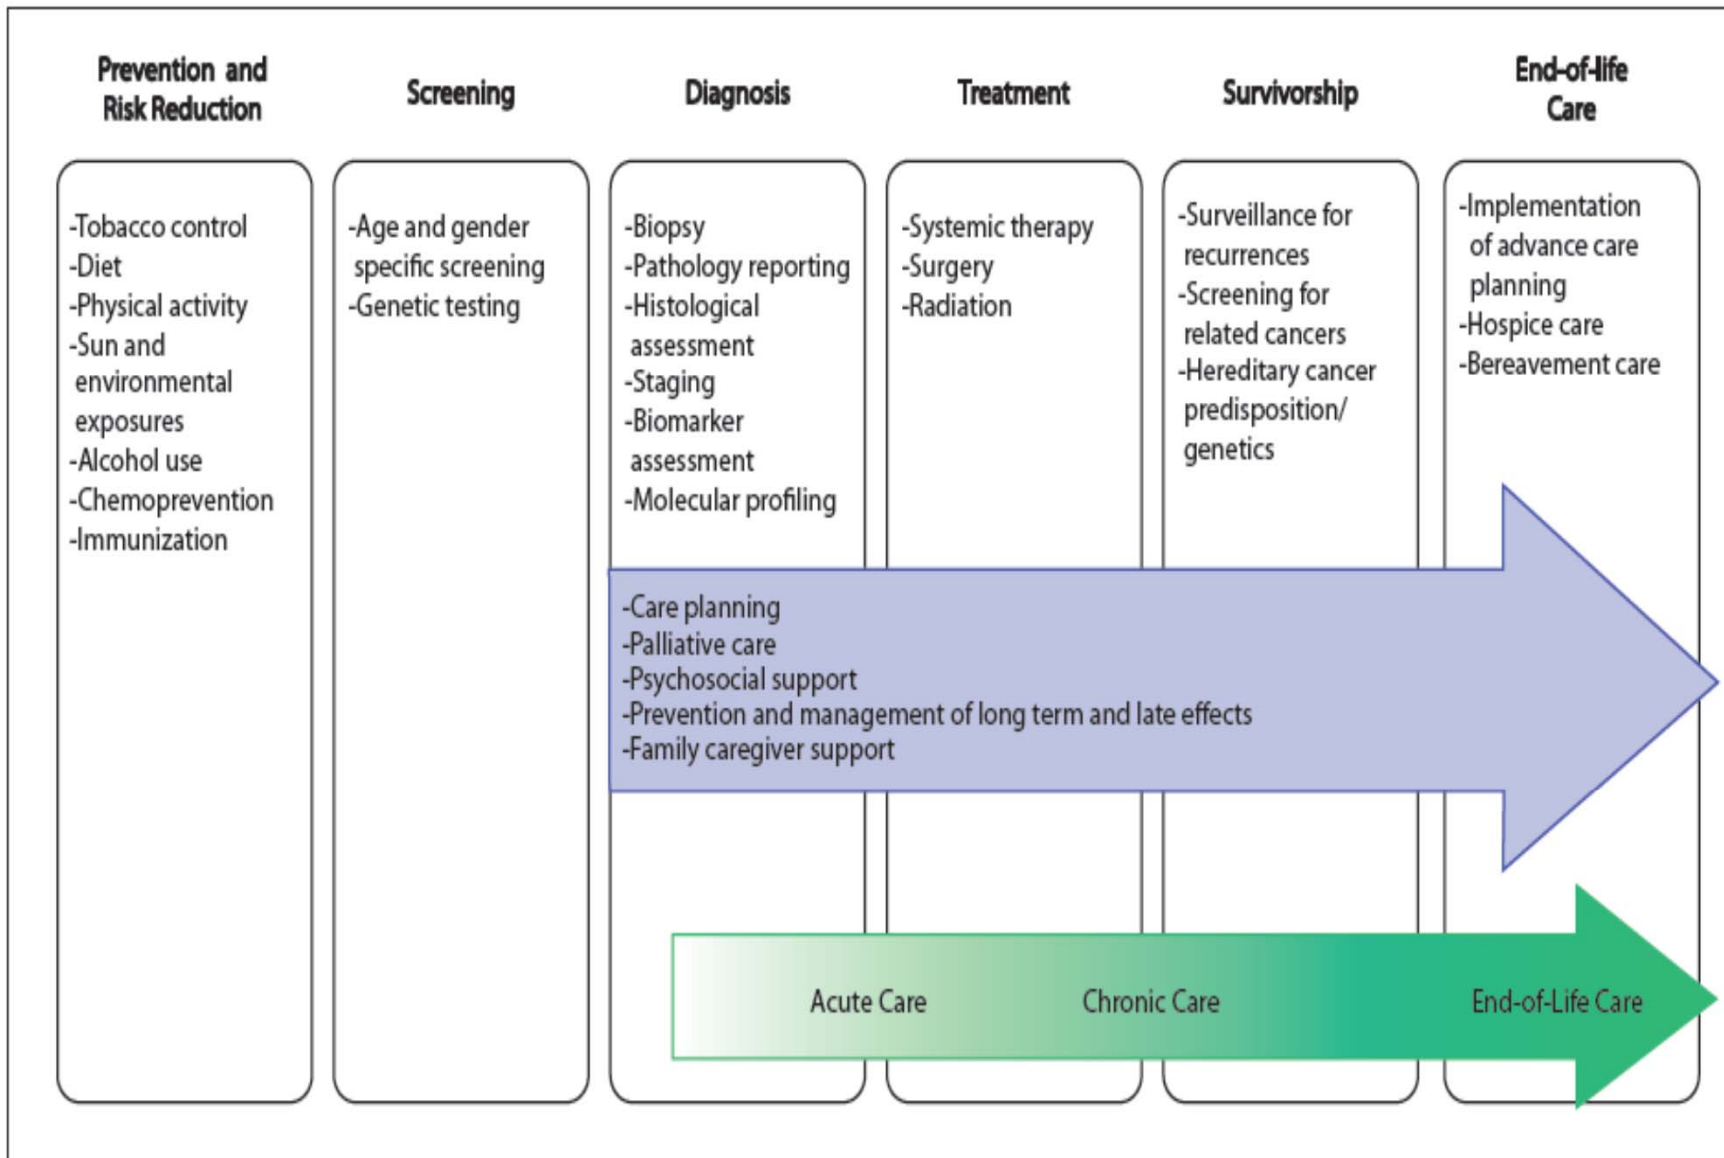 Prevention and
Risk Reduction
Screening
Diagnosis
Treatment
Survivorship
End-of-life
Care
-Tobacco control
-Diet
-Physical activity
-Sun and
environmental
exposures
-Alcohol use
-Chemoprevention
-Immunization
-Age and gender
specific screening
-Genetic testing
-Biopsy
-Pathology reporting
-Histological
assessment
-Staging
-Biomarker
assessment
-Molecular profiling
-Systemic therapy
-Surgery
-Radiation
-Surveillance for
recurrences
-Screening for
related cancers
-Hereditary cancer
predisposition/
genetics
-Implementation
of advance care
planning
-Hospice care
-Bereavement care
-Care planning
-Palliative care
-Psychosocial support
-Prevention and management of long term and late effects
-Family caregiver support
Acute Care
Chronic Care
End-of-Life Care